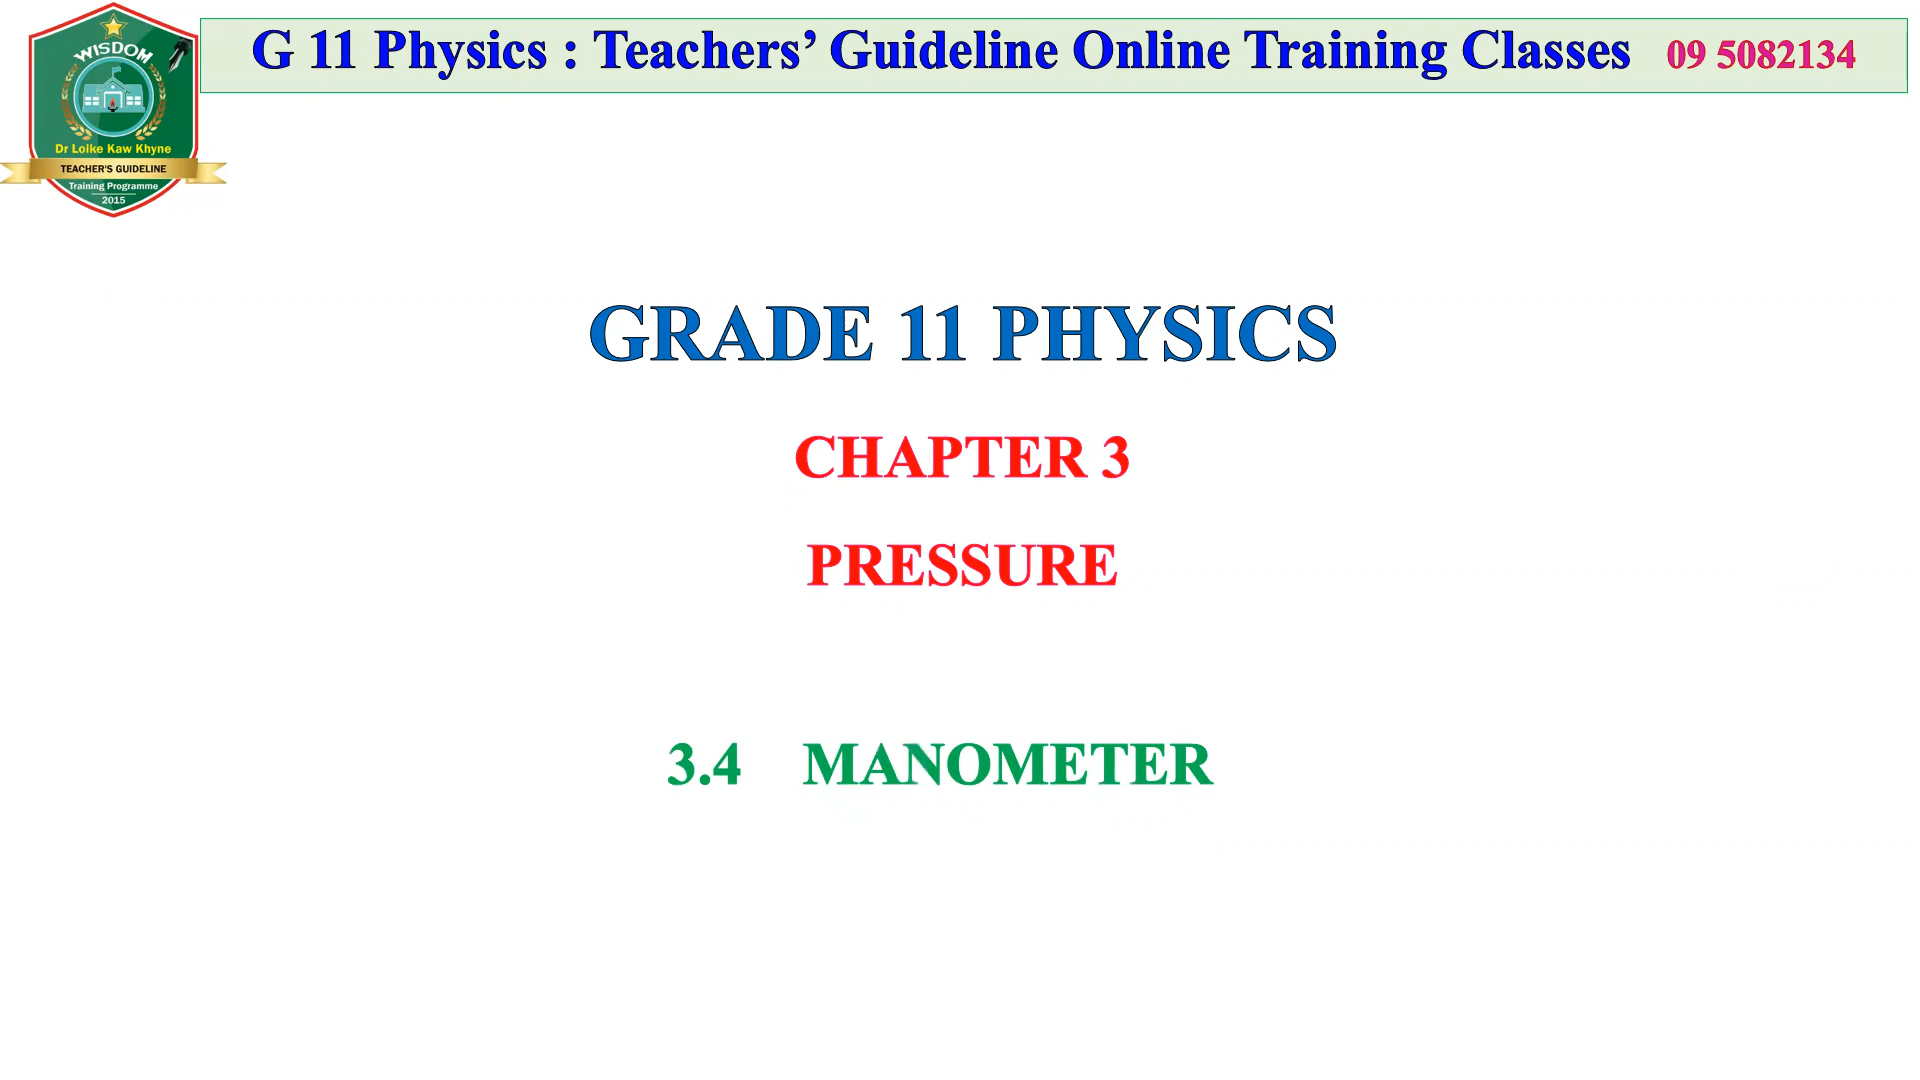 WISDOM
Dr Loike Kaw Khyne
TEACHER'S GUIDELINE
Training Programme
2015
G 11 Physics : Teachers’ Guideline Online Training Classes 09 5082134
GRADE 11 PHYSICS
CHAPTER 3
PRESSURE
3.4 MANOMETER